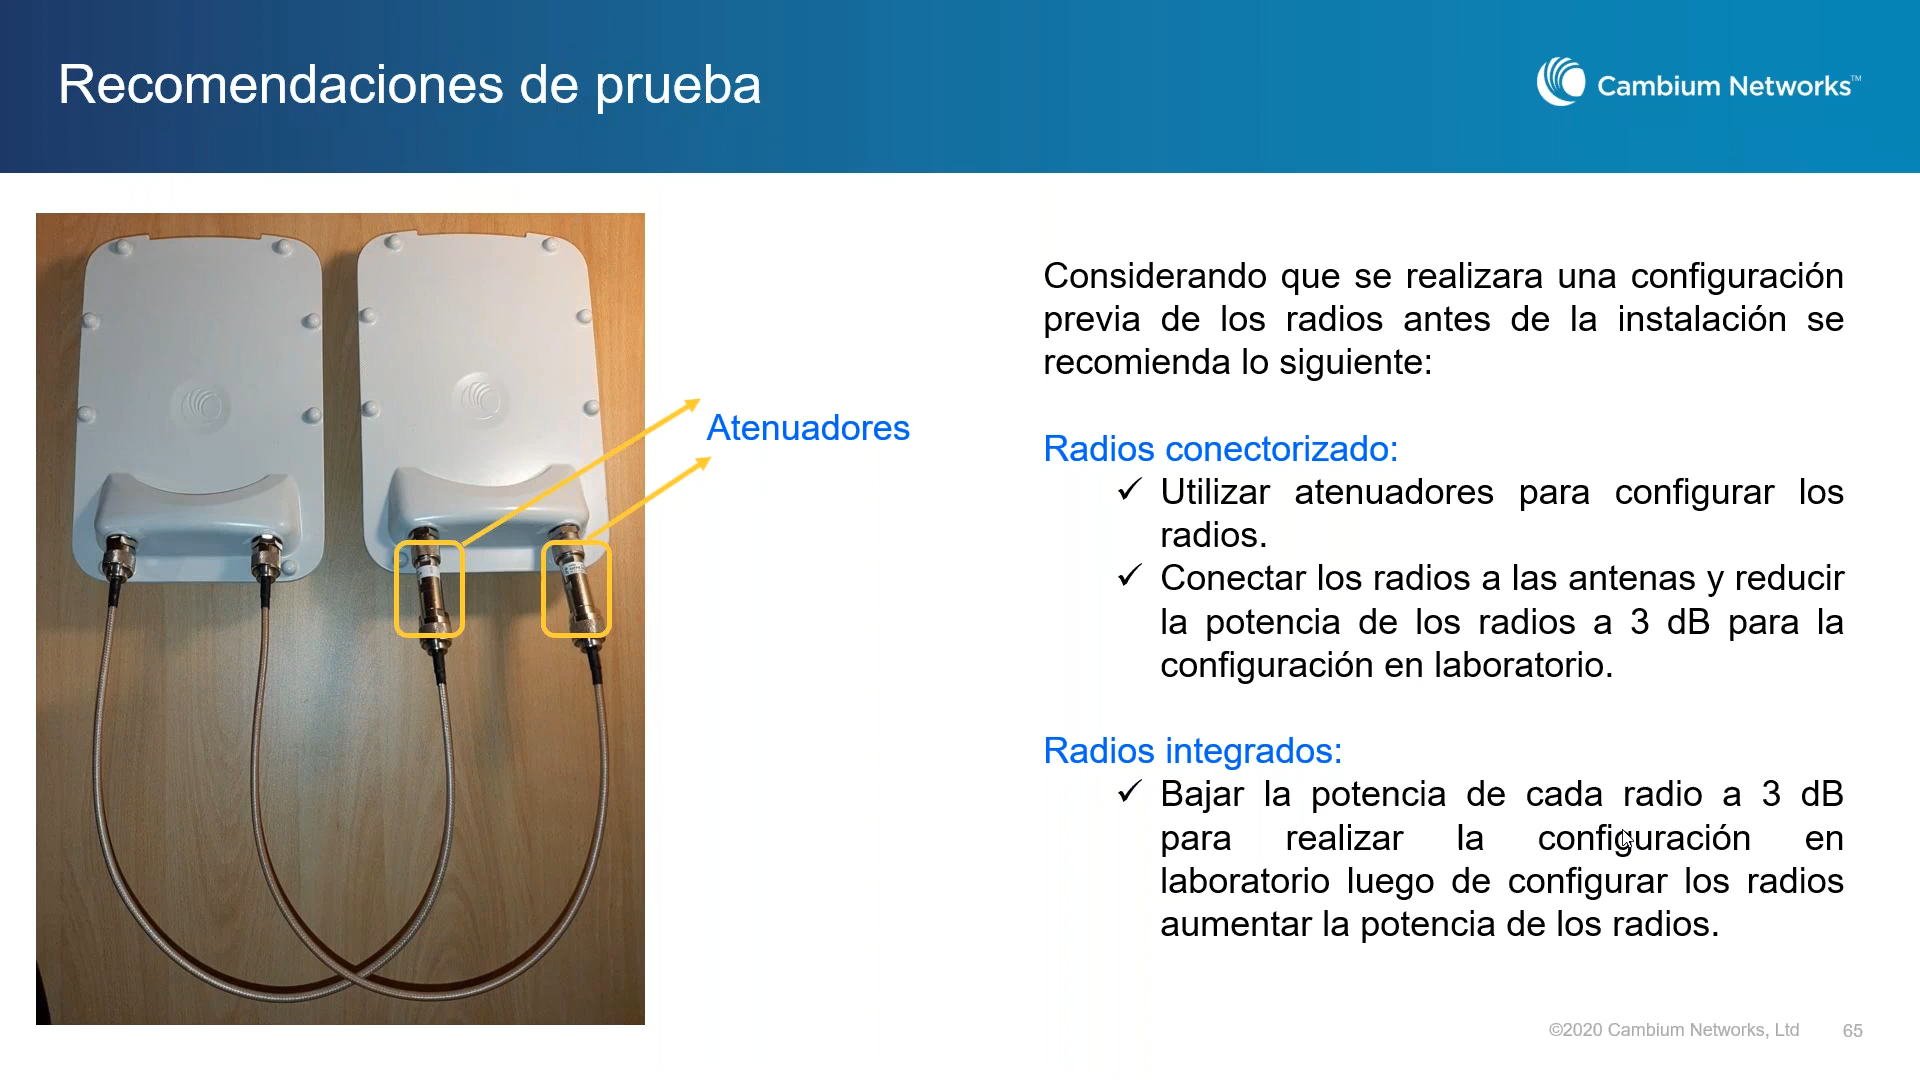 Recomendaciones de prueba
Cambium Networks™
Atenuadores
Considerando que se realizara una configuración
previa de los radios antes de la instalación se
recomienda lo siguiente:
Radios conectorizado:
✓ Utilizar atenuadores para configurar los
radios.
✓ Conectar los radios a las antenas y reducir
la potencia de los radios a 3 dB para la
configuración en laboratorio.
Radios integrados:
✓ Bajar la potencia de cada radio a 3 dB
para realizar la configuración en
laboratorio luego de configurar los radios
aumentar la potencia de los radios.
©2020 Cambium Networks, Ltd 65